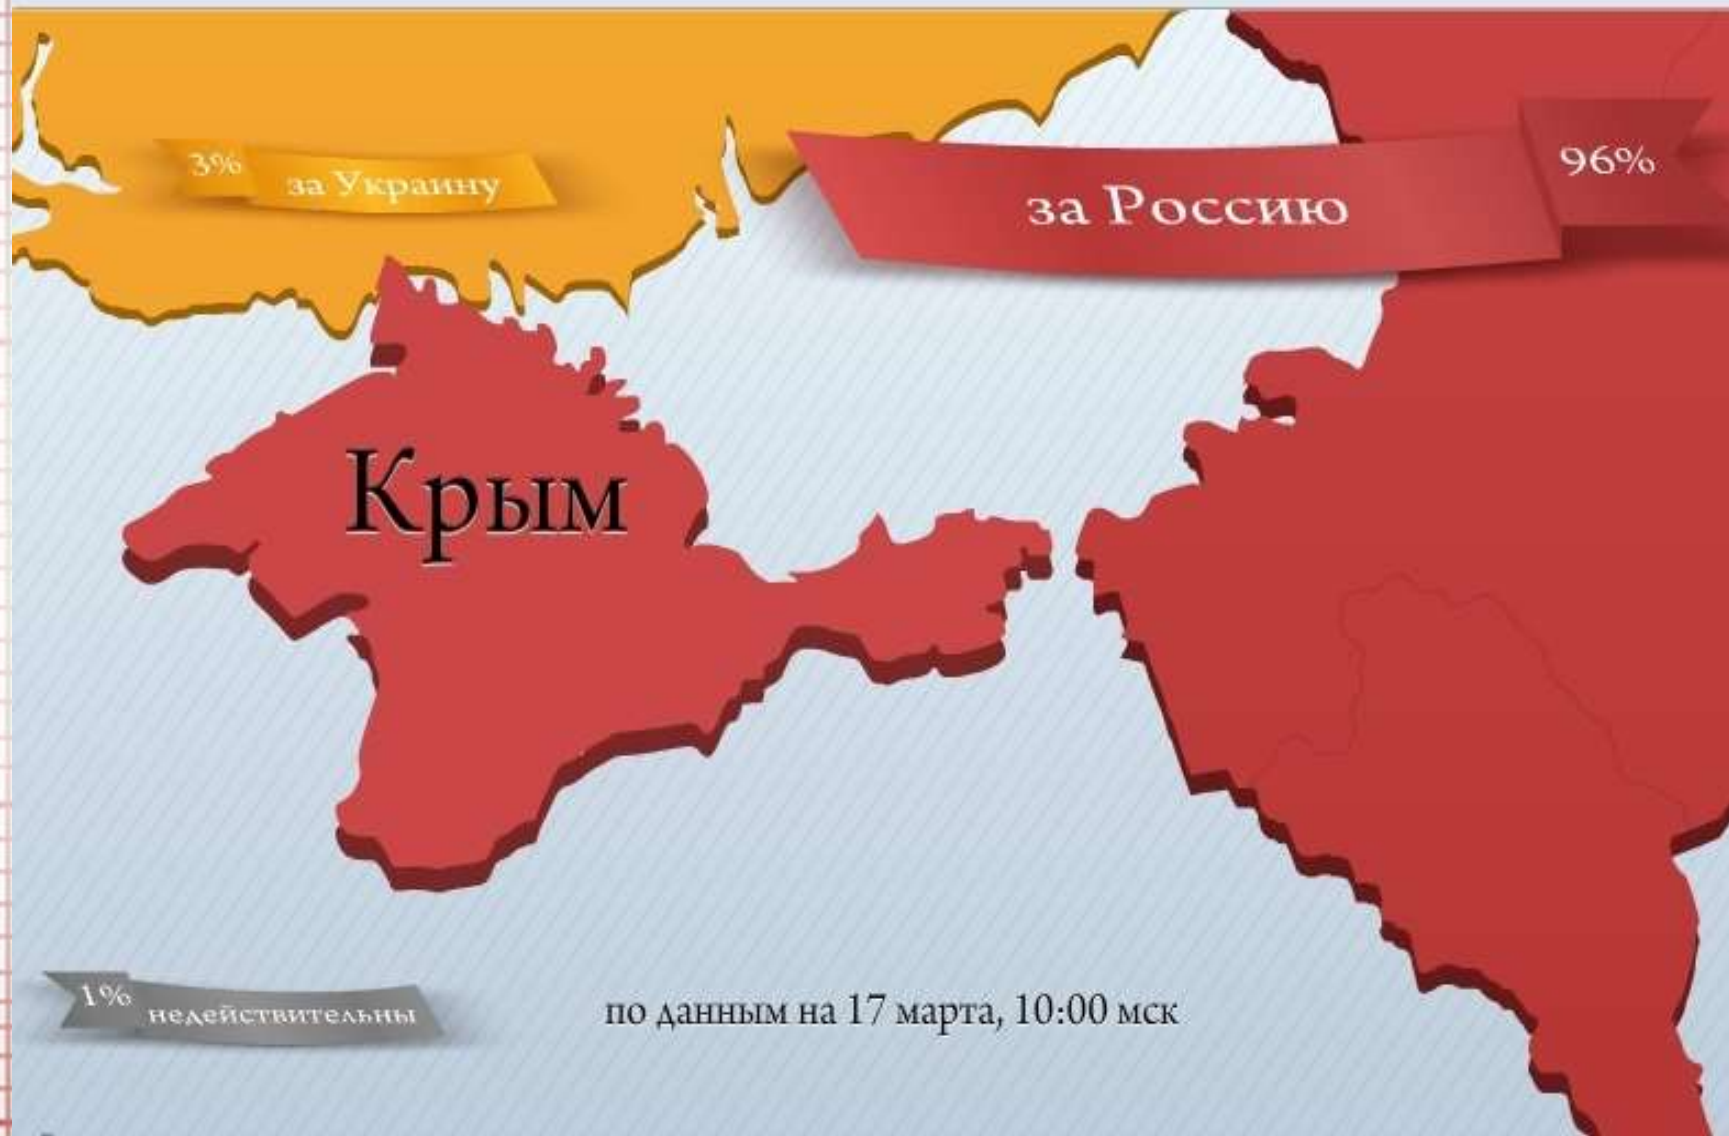 3%
за Украину
за Россию
96%
Крым
1%
недействительны
по данным на 17 марта, 10:00 мск